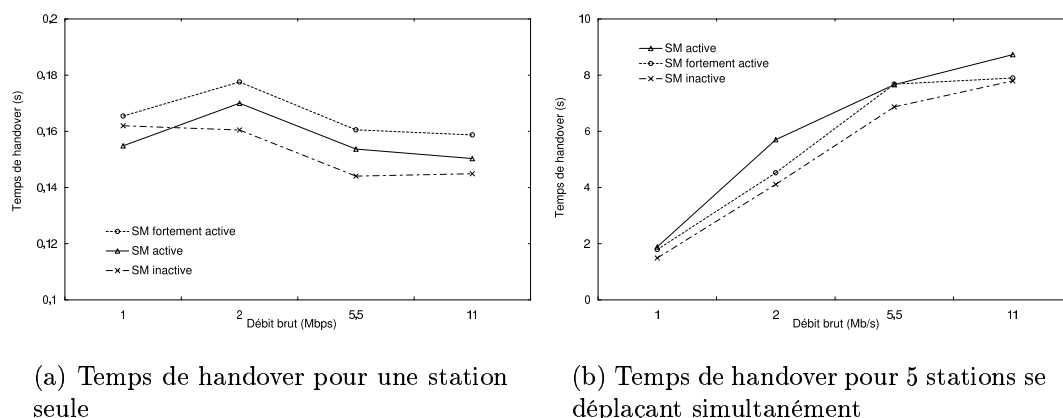 0,2
0,18
0,16
0,14
0,12
0,1
Temps de handover (s)
SM fortement active
SM active
SM inactive
1 2 5,5 11
Débit brut (Mbps)
(a) Temps de handover pour une station
seule
10
8
6
4
2
0
Temps de handover (s)
SM active
SM fortement active
SM inactive
1 2 5,5 11
Débit brut (Mb/s)
(b) Temps de handover pour 5 stations se
déplaçant simultanément